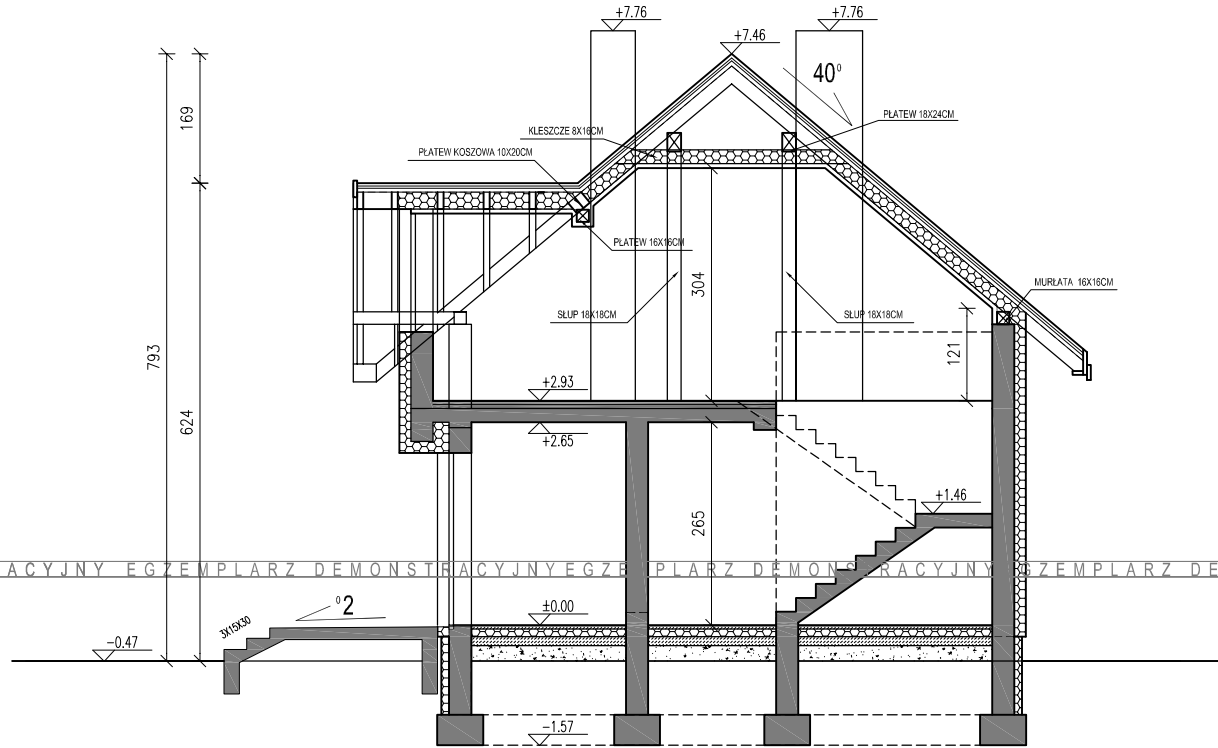 +7.76
+7.76
+7.46
40⁰
169
KLESZCZE 8X16CM
PŁATEW 18X24CM
PŁATEW KOSZOWA 10X20CM
PŁATEW 16X16CM
304
MURŁATA 16X16CM
SŁUP 18X18CM
SŁUP 18X18CM
793
121
+2.93
624
+2.65
+1.46
265
ACYJNY EGZEMPLARZ DEMONSTRACYJNY EGZEMPLARZ DEMONSTRACYJNY EGZEMPLARZ DE
⁰2
±0.00
3X15X30
-0.47
-1.57